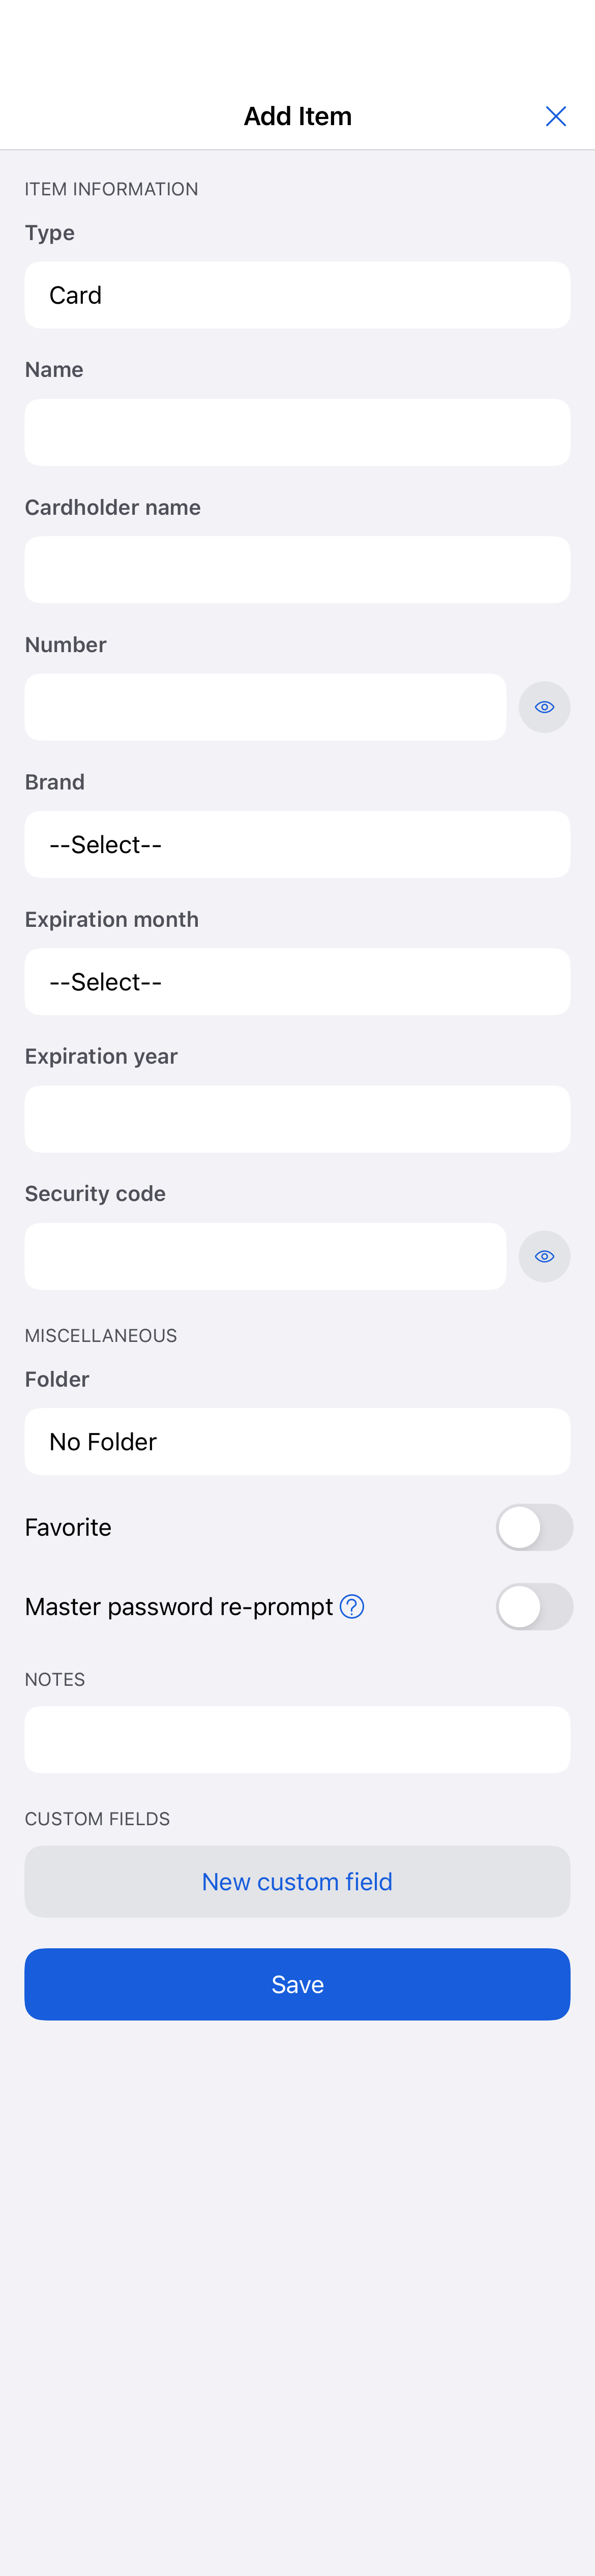 Add Item
ITEM INFORMATION
Type
Card
Name
Cardholder name
Number
Brand
--Select--
Expiration month
--Select--
Expiration year
Security code
MISCELLANEOUS
Folder
No Folder
Favorite
Master password re-prompt
NOTES
CUSTOM FIELDS
New custom field
Save